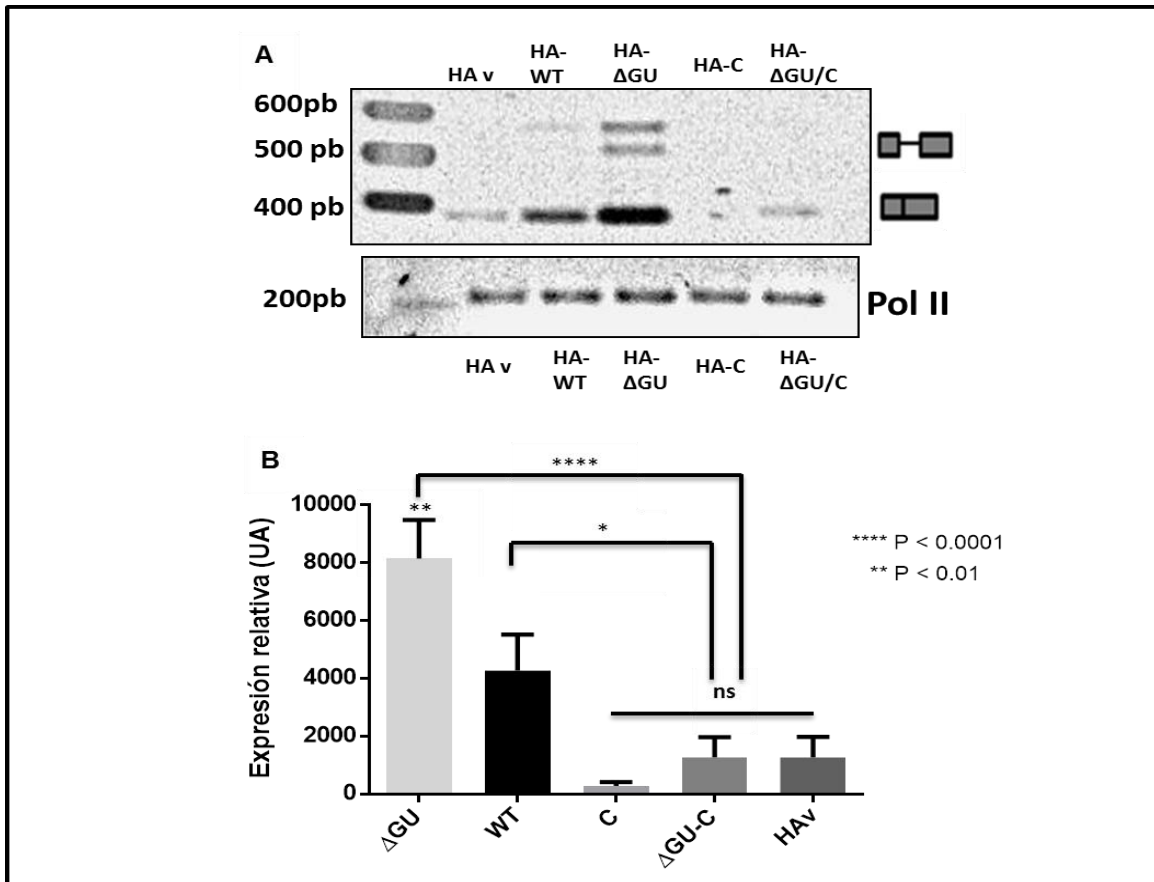 A
HA v
HA-
WT
HA-
ΔGU
HA-C
HA-
ΔGU/C
600pb
500 pb
400 pb
200pb
Pol II
HA v
HA-
WT
HA-
ΔGU
HA-C
HA-
ΔGU/C
B
Expresión relativa (UA)
10000
8000
6000
4000
2000
0
****
**
*
ns
**** P < 0.0001
** P < 0.01
ΔGU
WT
C
ΔGU-C
HAv